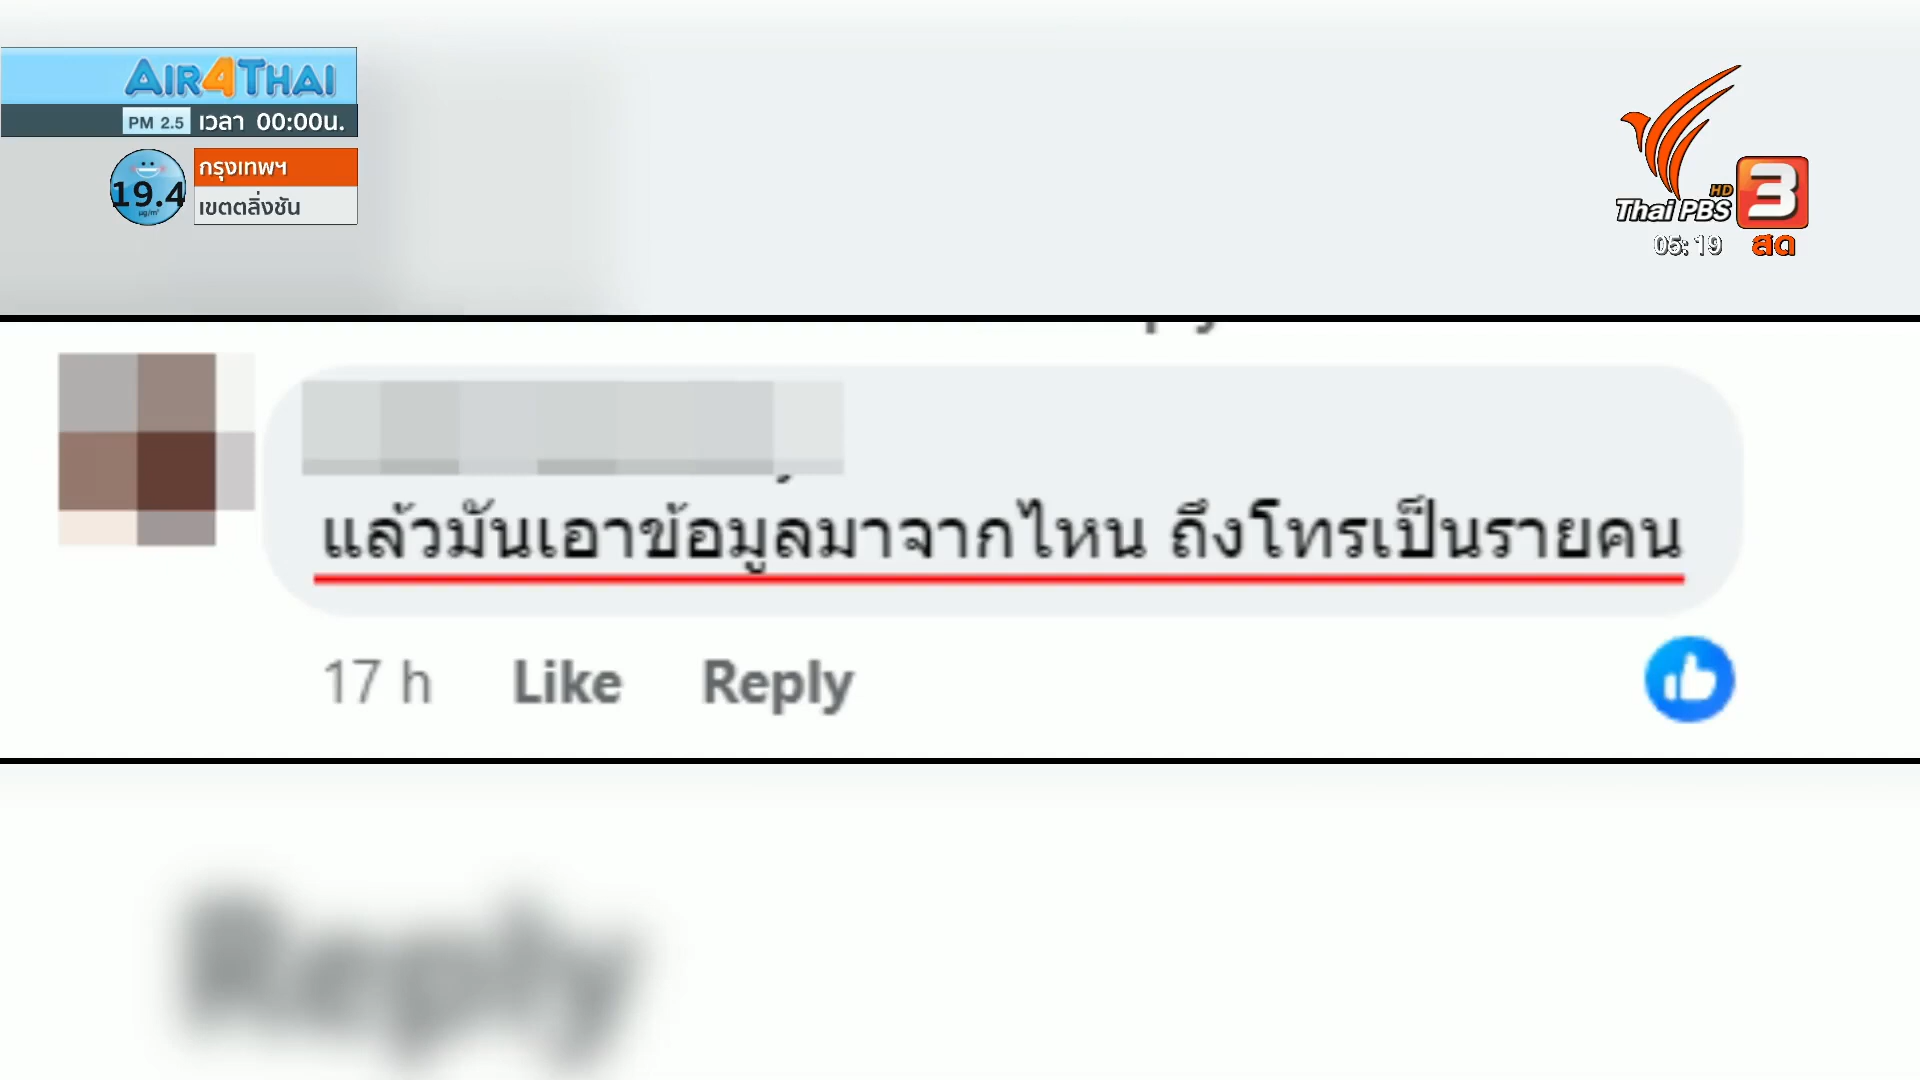 AIR4THAI
PM 2.5 เวลา 00:00น.
19.4
µg/m³
กรุงเทพฯ
เขตตลิ่งชัน
HD
Thai PBS 3
05:19 สด
แล้วมันเอาข้อมูลมาจากไหน ถึงโทรเป็นรายคน
17 h Like Reply
Reply